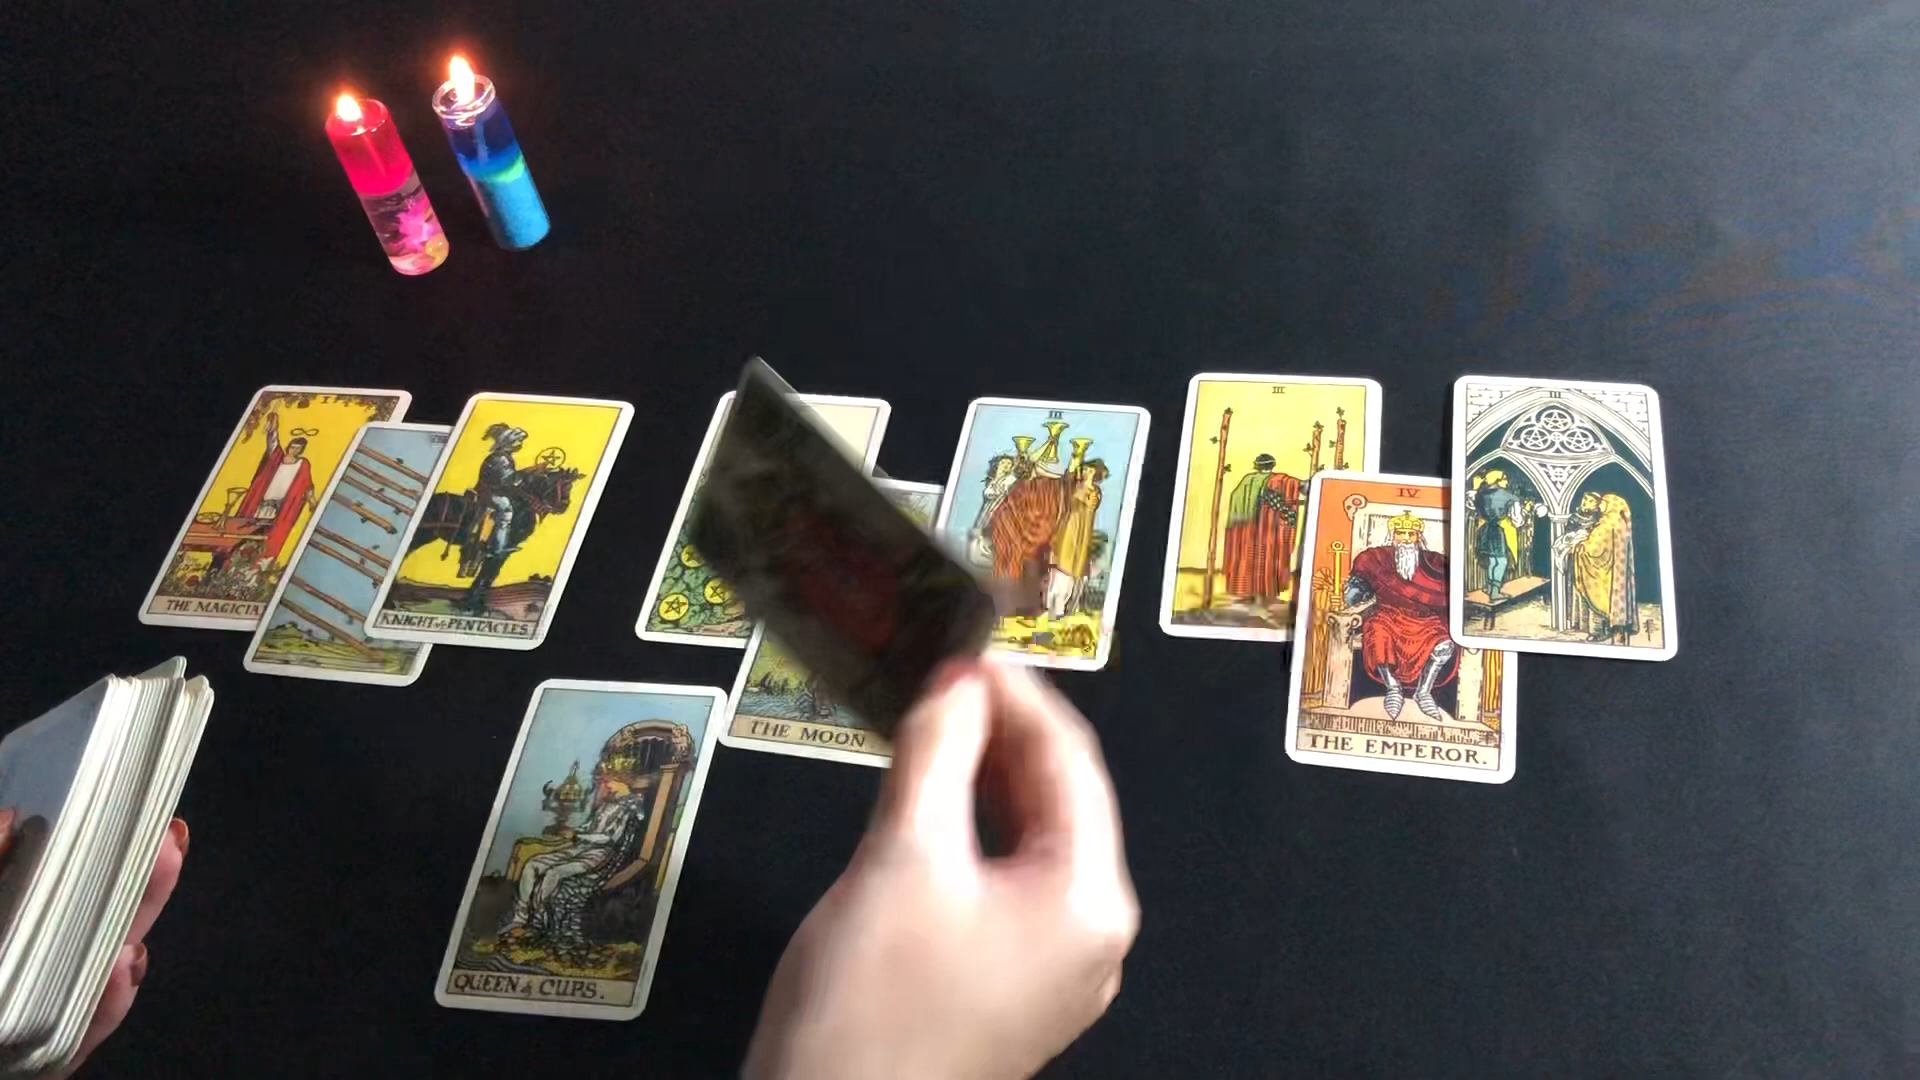 I
THE MAGICIA
KNIGHT of PENTACLES
THE MOON
III
III
IV
THE EMPEROR.
III
QUEEN of CUPS.